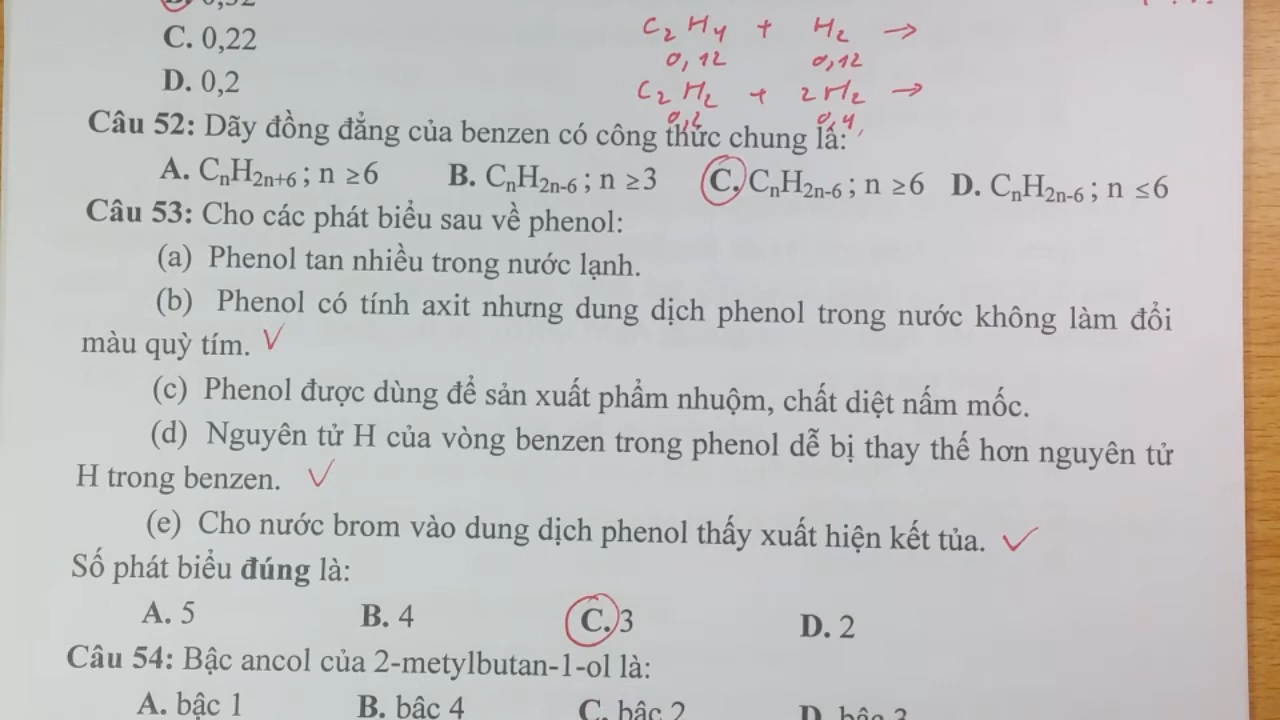 C. 0,22
D. 0,2
C2H4 + H2 →
0,12 0,12
C2H2 + 2H2 →
0,2 0,4
Câu 52: Dãy đồng đẳng của benzen có công thức chung là:
A. CnH2n+6 ; n ≥6 B. CnH2n-6 ; n ≥3 C. CnH2n-6 ; n ≥6 D. CnH2n-6 ; n ≤6
Câu 53: Cho các phát biểu sau về phenol:
(a) Phenol tan nhiều trong nước lạnh.
(b) Phenol có tính axit nhưng dung dịch phenol trong nước không làm đổi
màu quỳ tím. ✓
(c) Phenol được dùng để sản xuất phẩm nhuộm, chất diệt nấm mốc.
(d) Nguyên tử H của vòng benzen trong phenol dễ bị thay thế hơn nguyên tử
H trong benzen. ✓
(e) Cho nước brom vào dung dịch phenol thấy xuất hiện kết tủa. ✓
Số phát biểu đúng là:
A. 5 B. 4 C. 3 D. 2
Câu 54: Bậc ancol của 2-metylbutan-1-ol là:
A. bậc 1 B. bậc 4 C. bậc 2 D. bậc 3